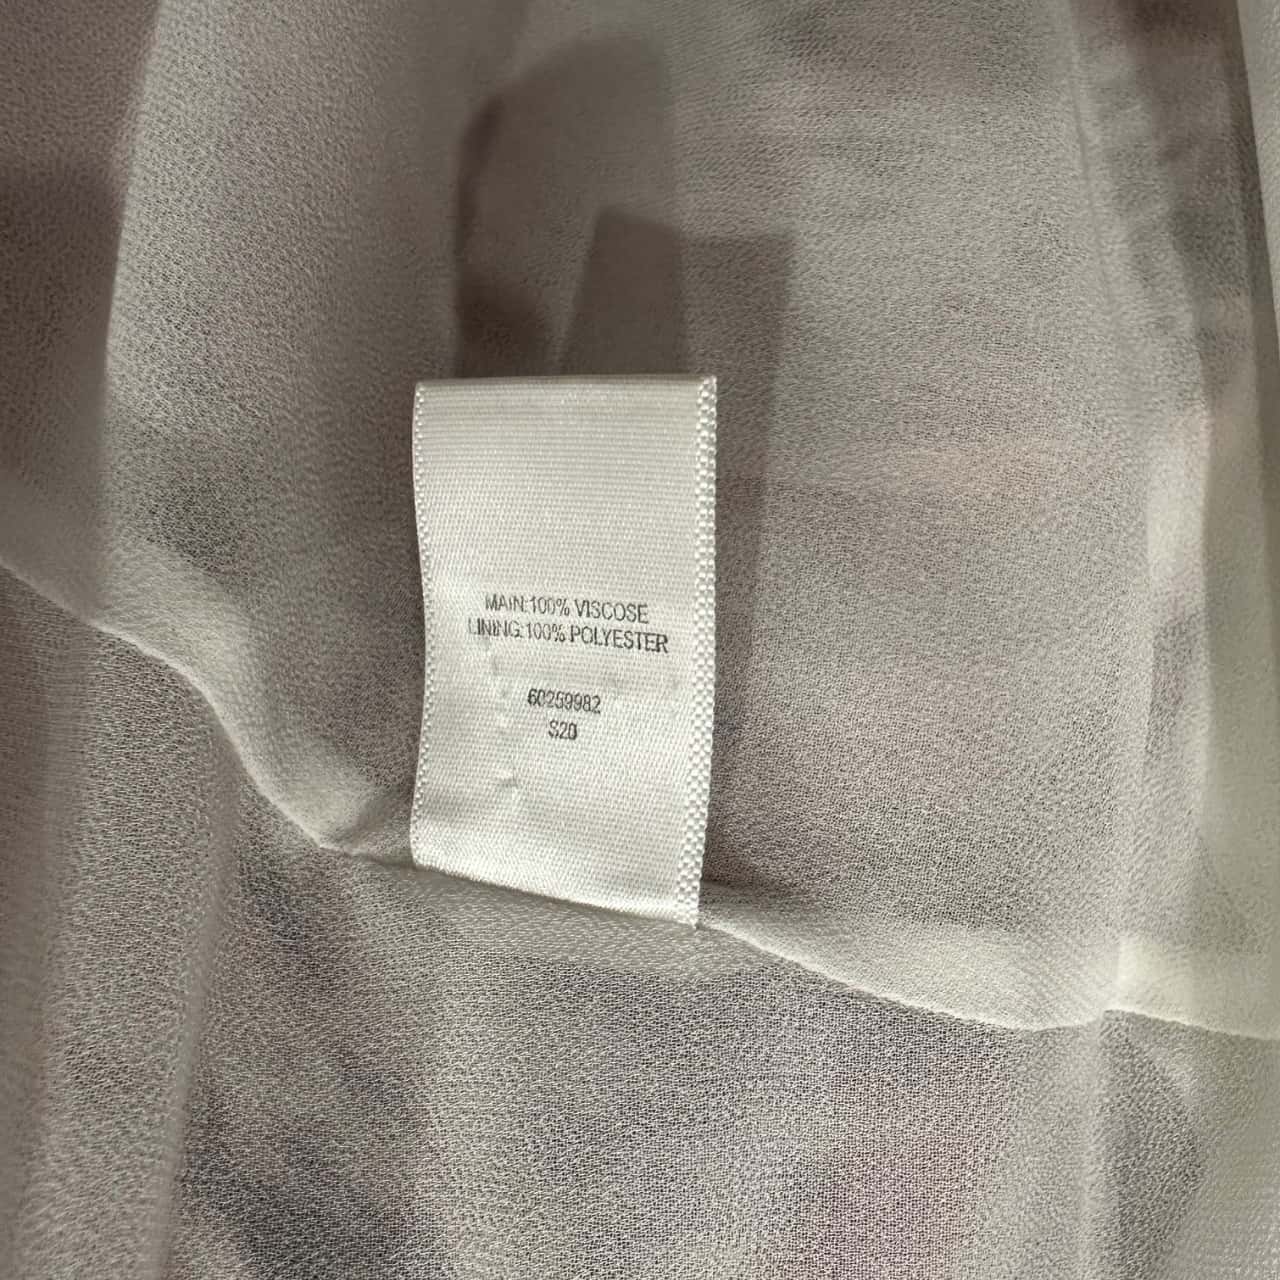 MAIN:100% VISCOSE
LINING:100% POLYESTER
60259982
S20